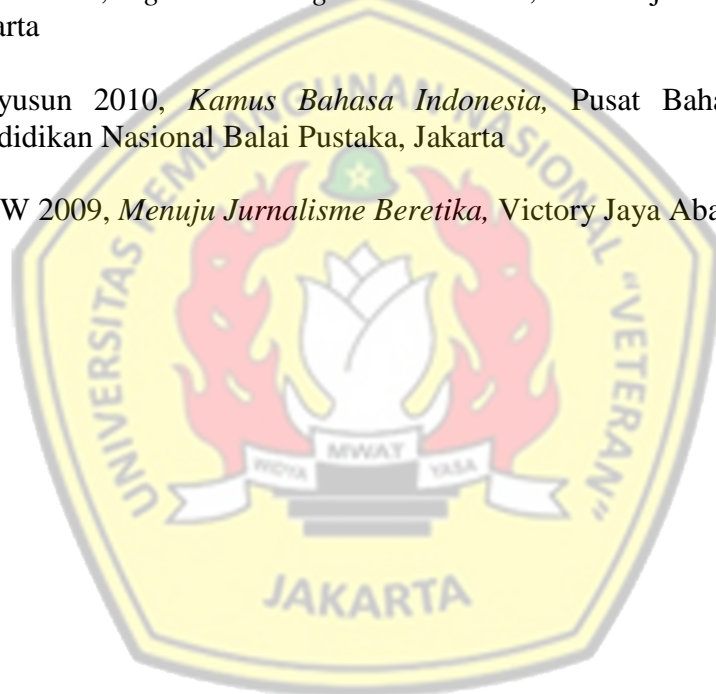 arta
yusun 2010, Kamus Bahasa Indonesia, Pusat Baha
didikan Nasional Balai Pustaka, Jakarta
W 2009, Menuju Jurnalisme Beretika, Victory Jaya Aba
UNIVERSITAS PEMBANGUNAN NASIONAL "VETERAN"
WIDYA MWAT YASA
JAKARTA